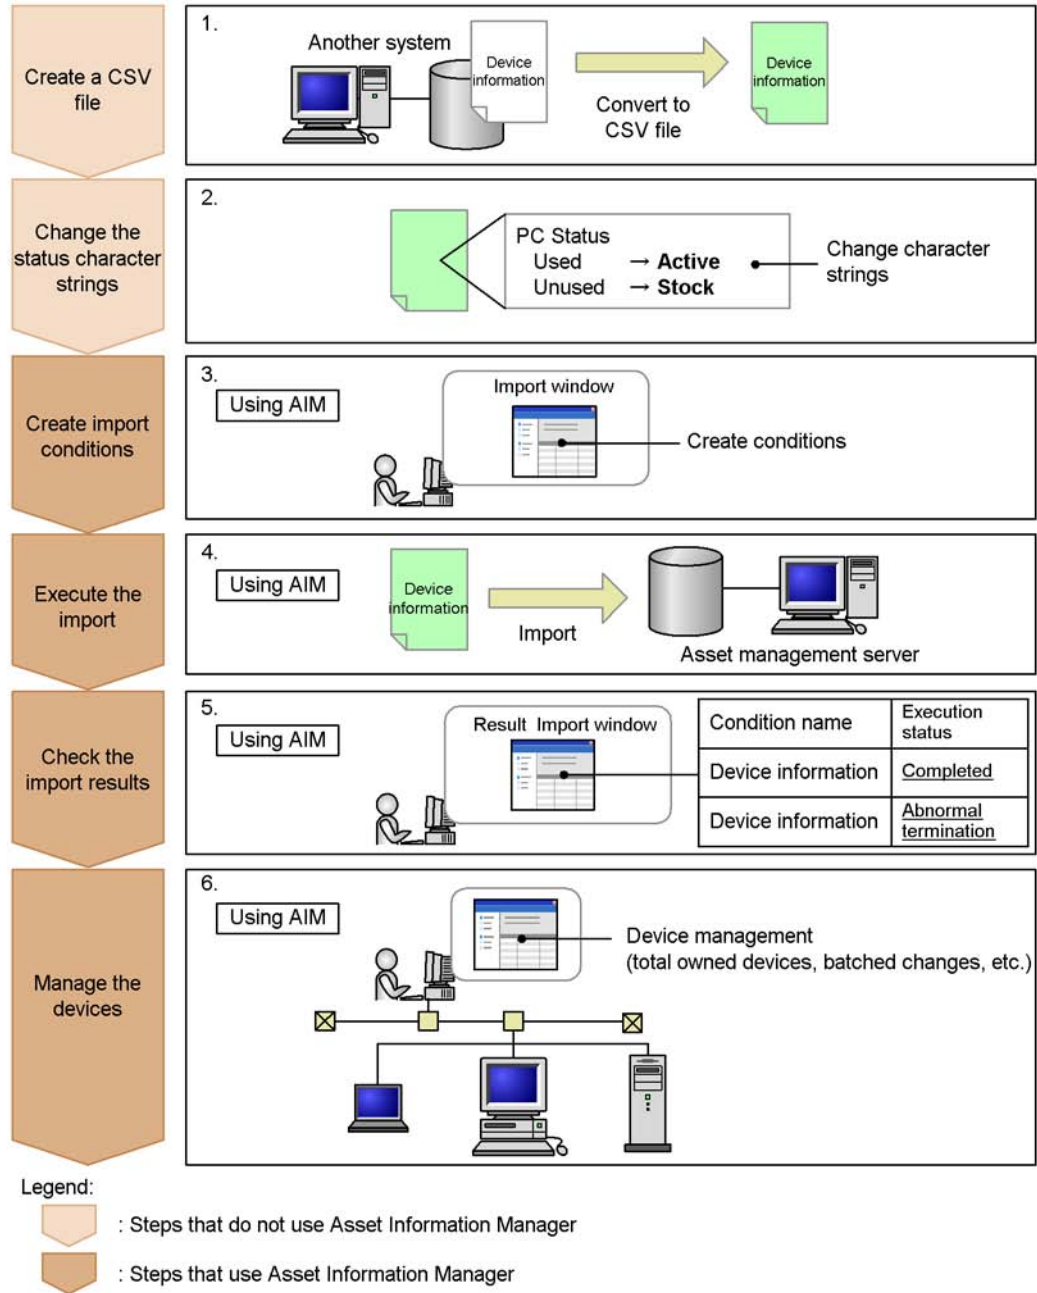 Create a CSV
file
1.
Another system
Device
information
Convert to
CSV file
Device
information
Change the
status character
strings
2.
PC Status
Used → Active
Unused → Stock
Change character
strings
Create import
conditions
3.
Using AIM
Import window
Create conditions
Execute the
import
4.
Using AIM
Device
information
Import
Asset management server
Check the
import results
5.
Using AIM
Result Import window
Condition name
Execution
status
Device information
Completed
Device information
Abnormal
termination
Manage the
devices
6.
Using AIM
Device management
(total owned devices, batched changes, etc.)
Legend:
: Steps that do not use Asset Information Manager
: Steps that use Asset Information Manager